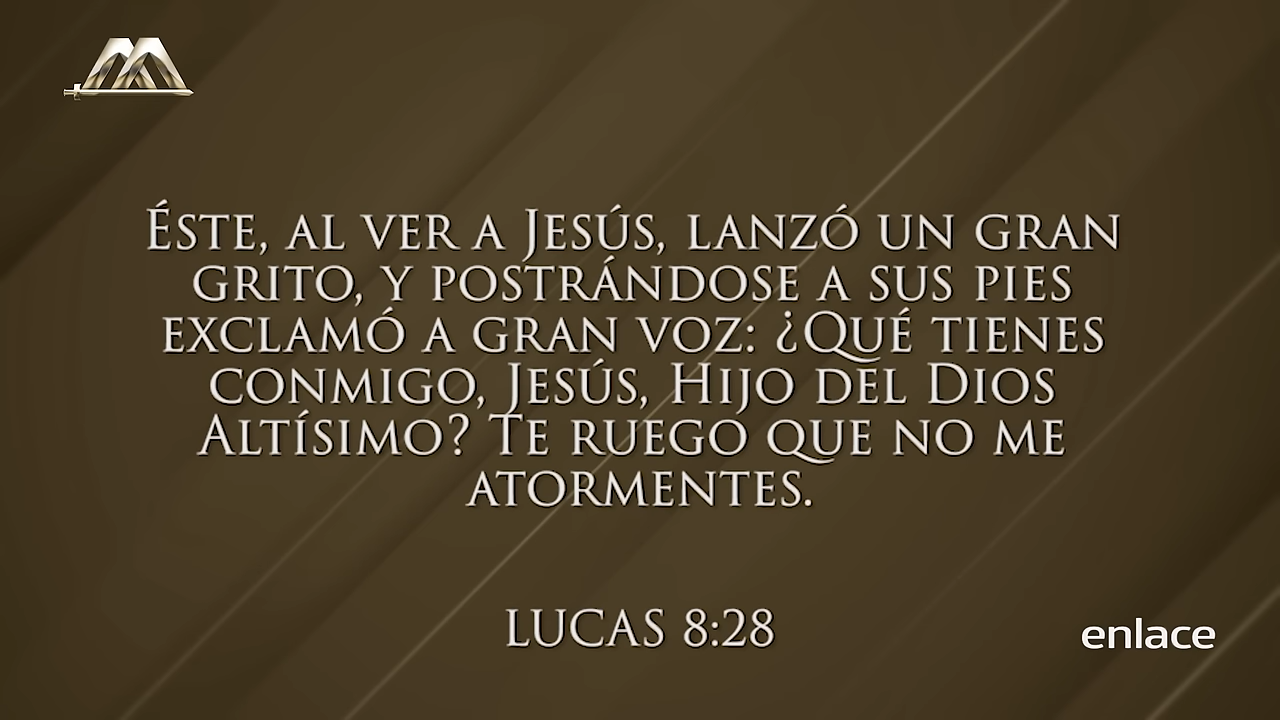 Éste, al ver a Jesús, lanzó un gran
grito, y postrándose a sus pies
exclamó a gran voz: ¿Qué tienes
conmigo, Jesús, Hijo del Dios
Altísimo? Te ruego que no me
atormentes.
LUCAS 8:28
enlace